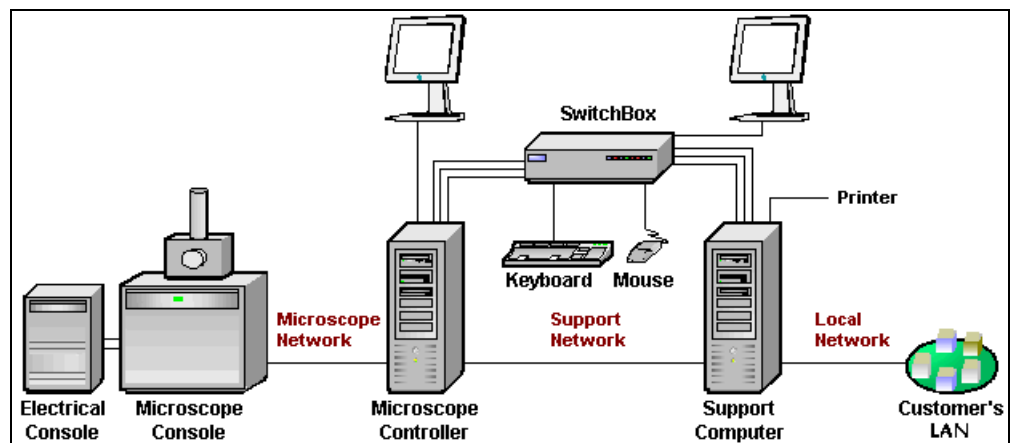 SwitchBox
Printer
Keyboard
Mouse
Microscope
Network
Support
Network
Local
Network
Electrical
Console
Microscope
Console
Microscope
Controller
Support
Computer
Customer's
LAN